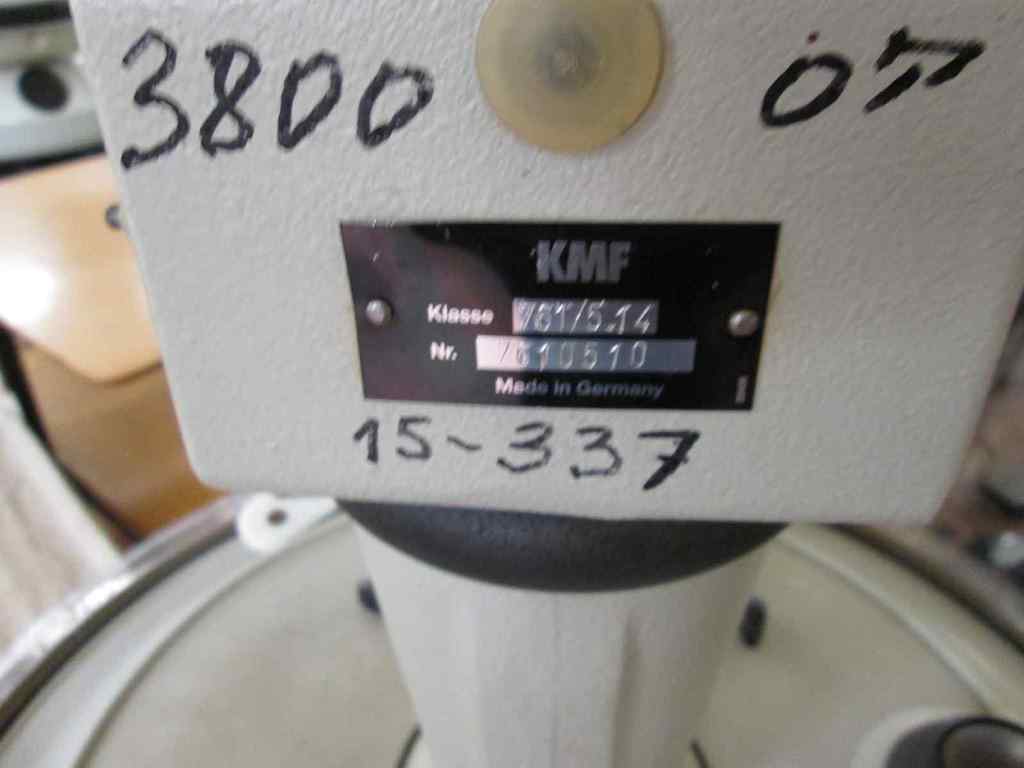 3800
07
KMF
Klasse 761/5.14
Nr. 7610510
Made in Germany
15-337